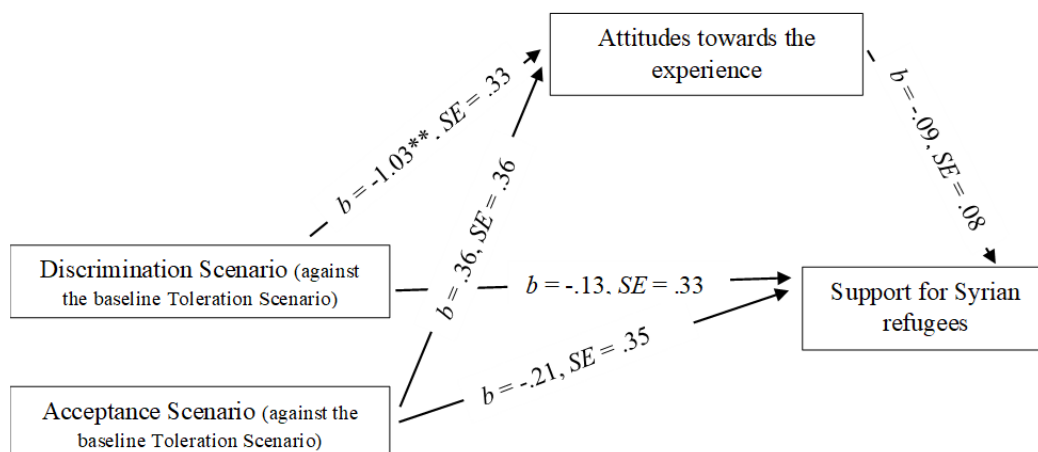 Attitudes towards the
experience
b = -1.03**. SE = .33
b = .36, SE = .36
b = -.09, SE = .08
Discrimination Scenario (against
the baseline Toleration Scenario)
b = -.13. SE = .33
Support for Syrian
refugees
b = -.21, SE = .35
Acceptance Scenario (against the
baseline Toleration Scenario)